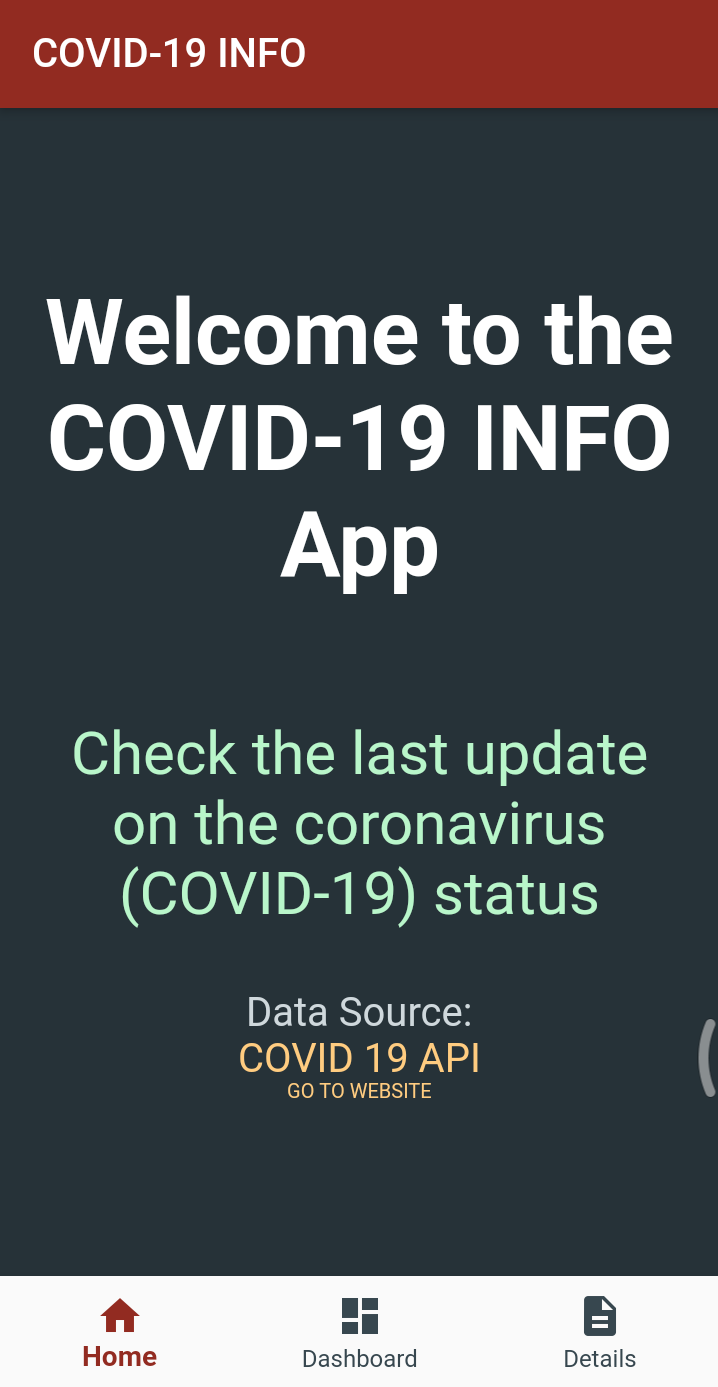 COVID-19 INFO
Welcome to the
COVID-19 INFO
App
Check the last update
on the coronavirus
(COVID-19) status
Data Source:
COVID 19 API
GO TO WEBSITE
Home
Dashboard
Details